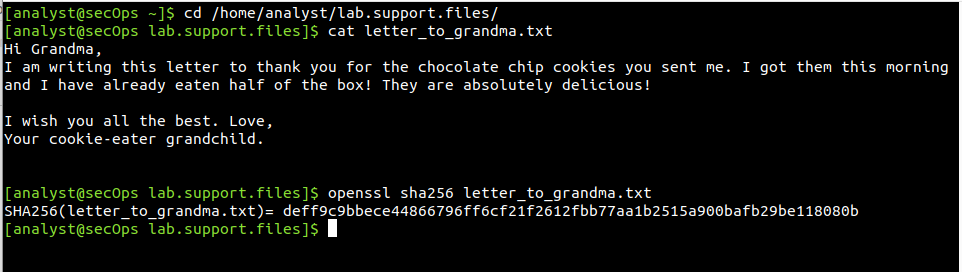 [analyst@secOps ~]$ cd /home/analyst/lab.support.files/
[analyst@secOps lab.support.files]$ cat letter_to_grandma.txt
Hi Grandma,
I am writing this letter to thank you for the chocolate chip cookies you sent me. I got them this morning
and I have already eaten half of the box! They are absolutely delicious!
I wish you all the best. Love,
Your cookie-eater grandchild.
[analyst@secOps lab.support.files]$ openssl sha256 letter_to_grandma.txt
SHA256(letter_to_grandma.txt)= deff9c9bbece44866796ff6cf21f2612fbb77aa1b2515a900bafb29be118080b
[analyst@secOps lab.support.files]$